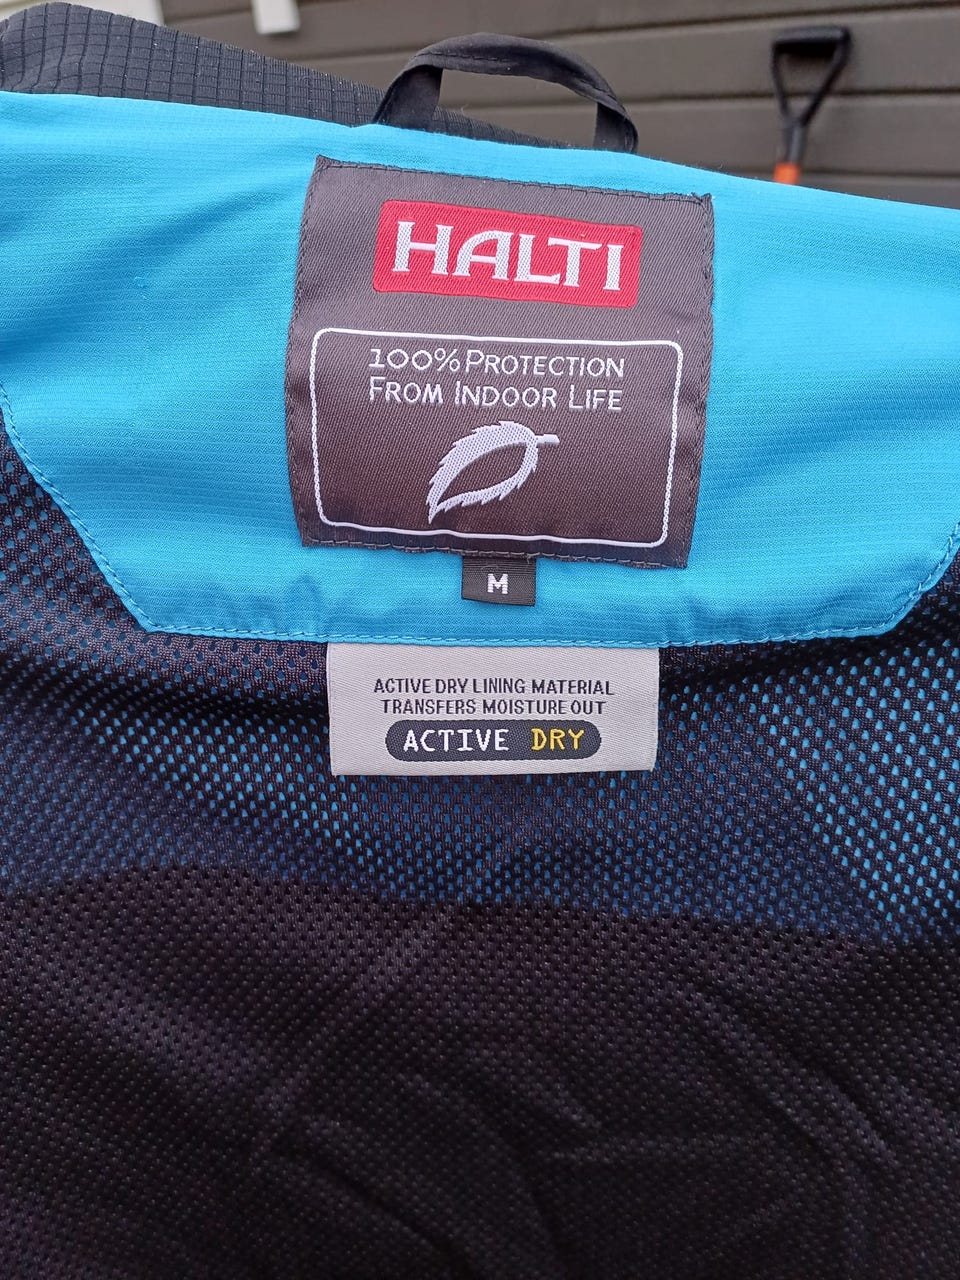 HALTI
100% PROTECTION
FROM INDOOR LIFE
M
ACTIVE DRY LINING MATERIAL
TRANSFERS MOISTURE OUT
ACTIVE DRY